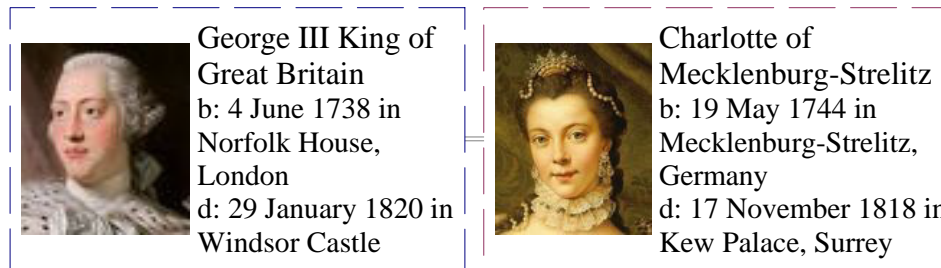 George III King of
Great Britain
b: 4 June 1738 in
Norfolk House,
London
d: 29 January 1820 in
Windsor Castle
Charlotte of
Mecklenburg-Strelitz
b: 19 May 1744 in
Mecklenburg-Strelitz,
Germany
d: 17 November 1818 in
Kew Palace, Surrey